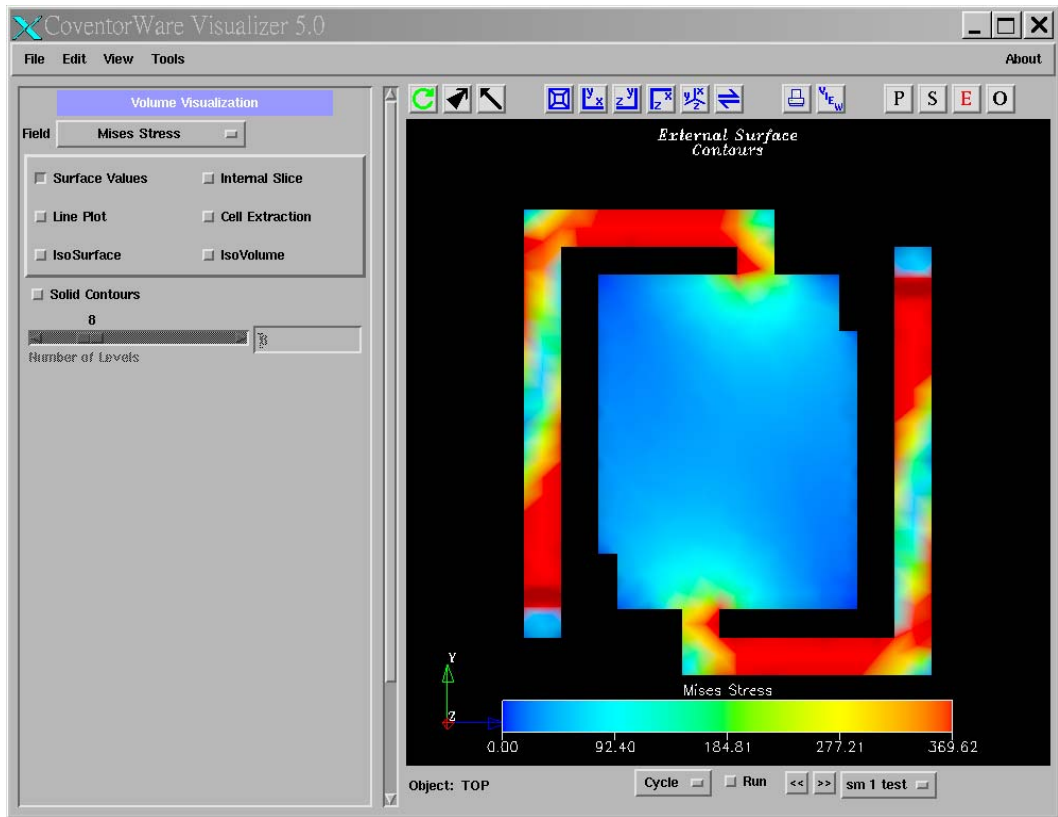 CoventorWare Visualizer 5.0
File Edit View Tools About
Volume Visualization
Field Mises Stress
Surface Values Internal Slice
Line Plot Cell Extraction
IsoSurface IsoVolume
Solid Contours
8
8
Number of Levels
y x z y z x y x z VIEW P S E O
External Surface
Contours
Y
Z
Mises Stress
0.00 92.40 184.81 277.21 369.62
Object: TOP Cycle Run << >> sm 1 test